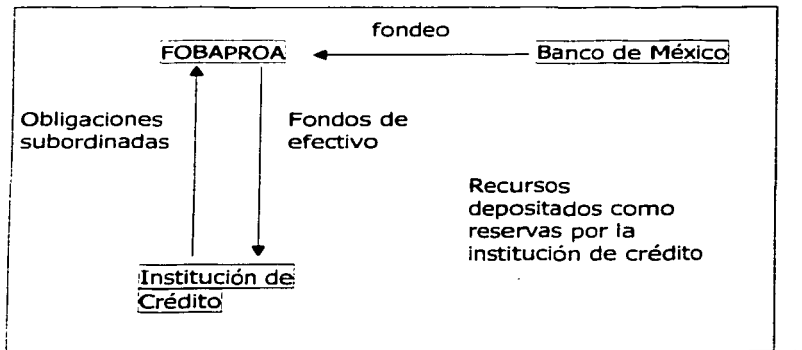 fondeo
FOBAPROA
Banco de México
Obligaciones
subordinadas
Fondos de
efectivo
Recursos
depositados como
reservas por la
institución de crédito
Institución de
Crédito